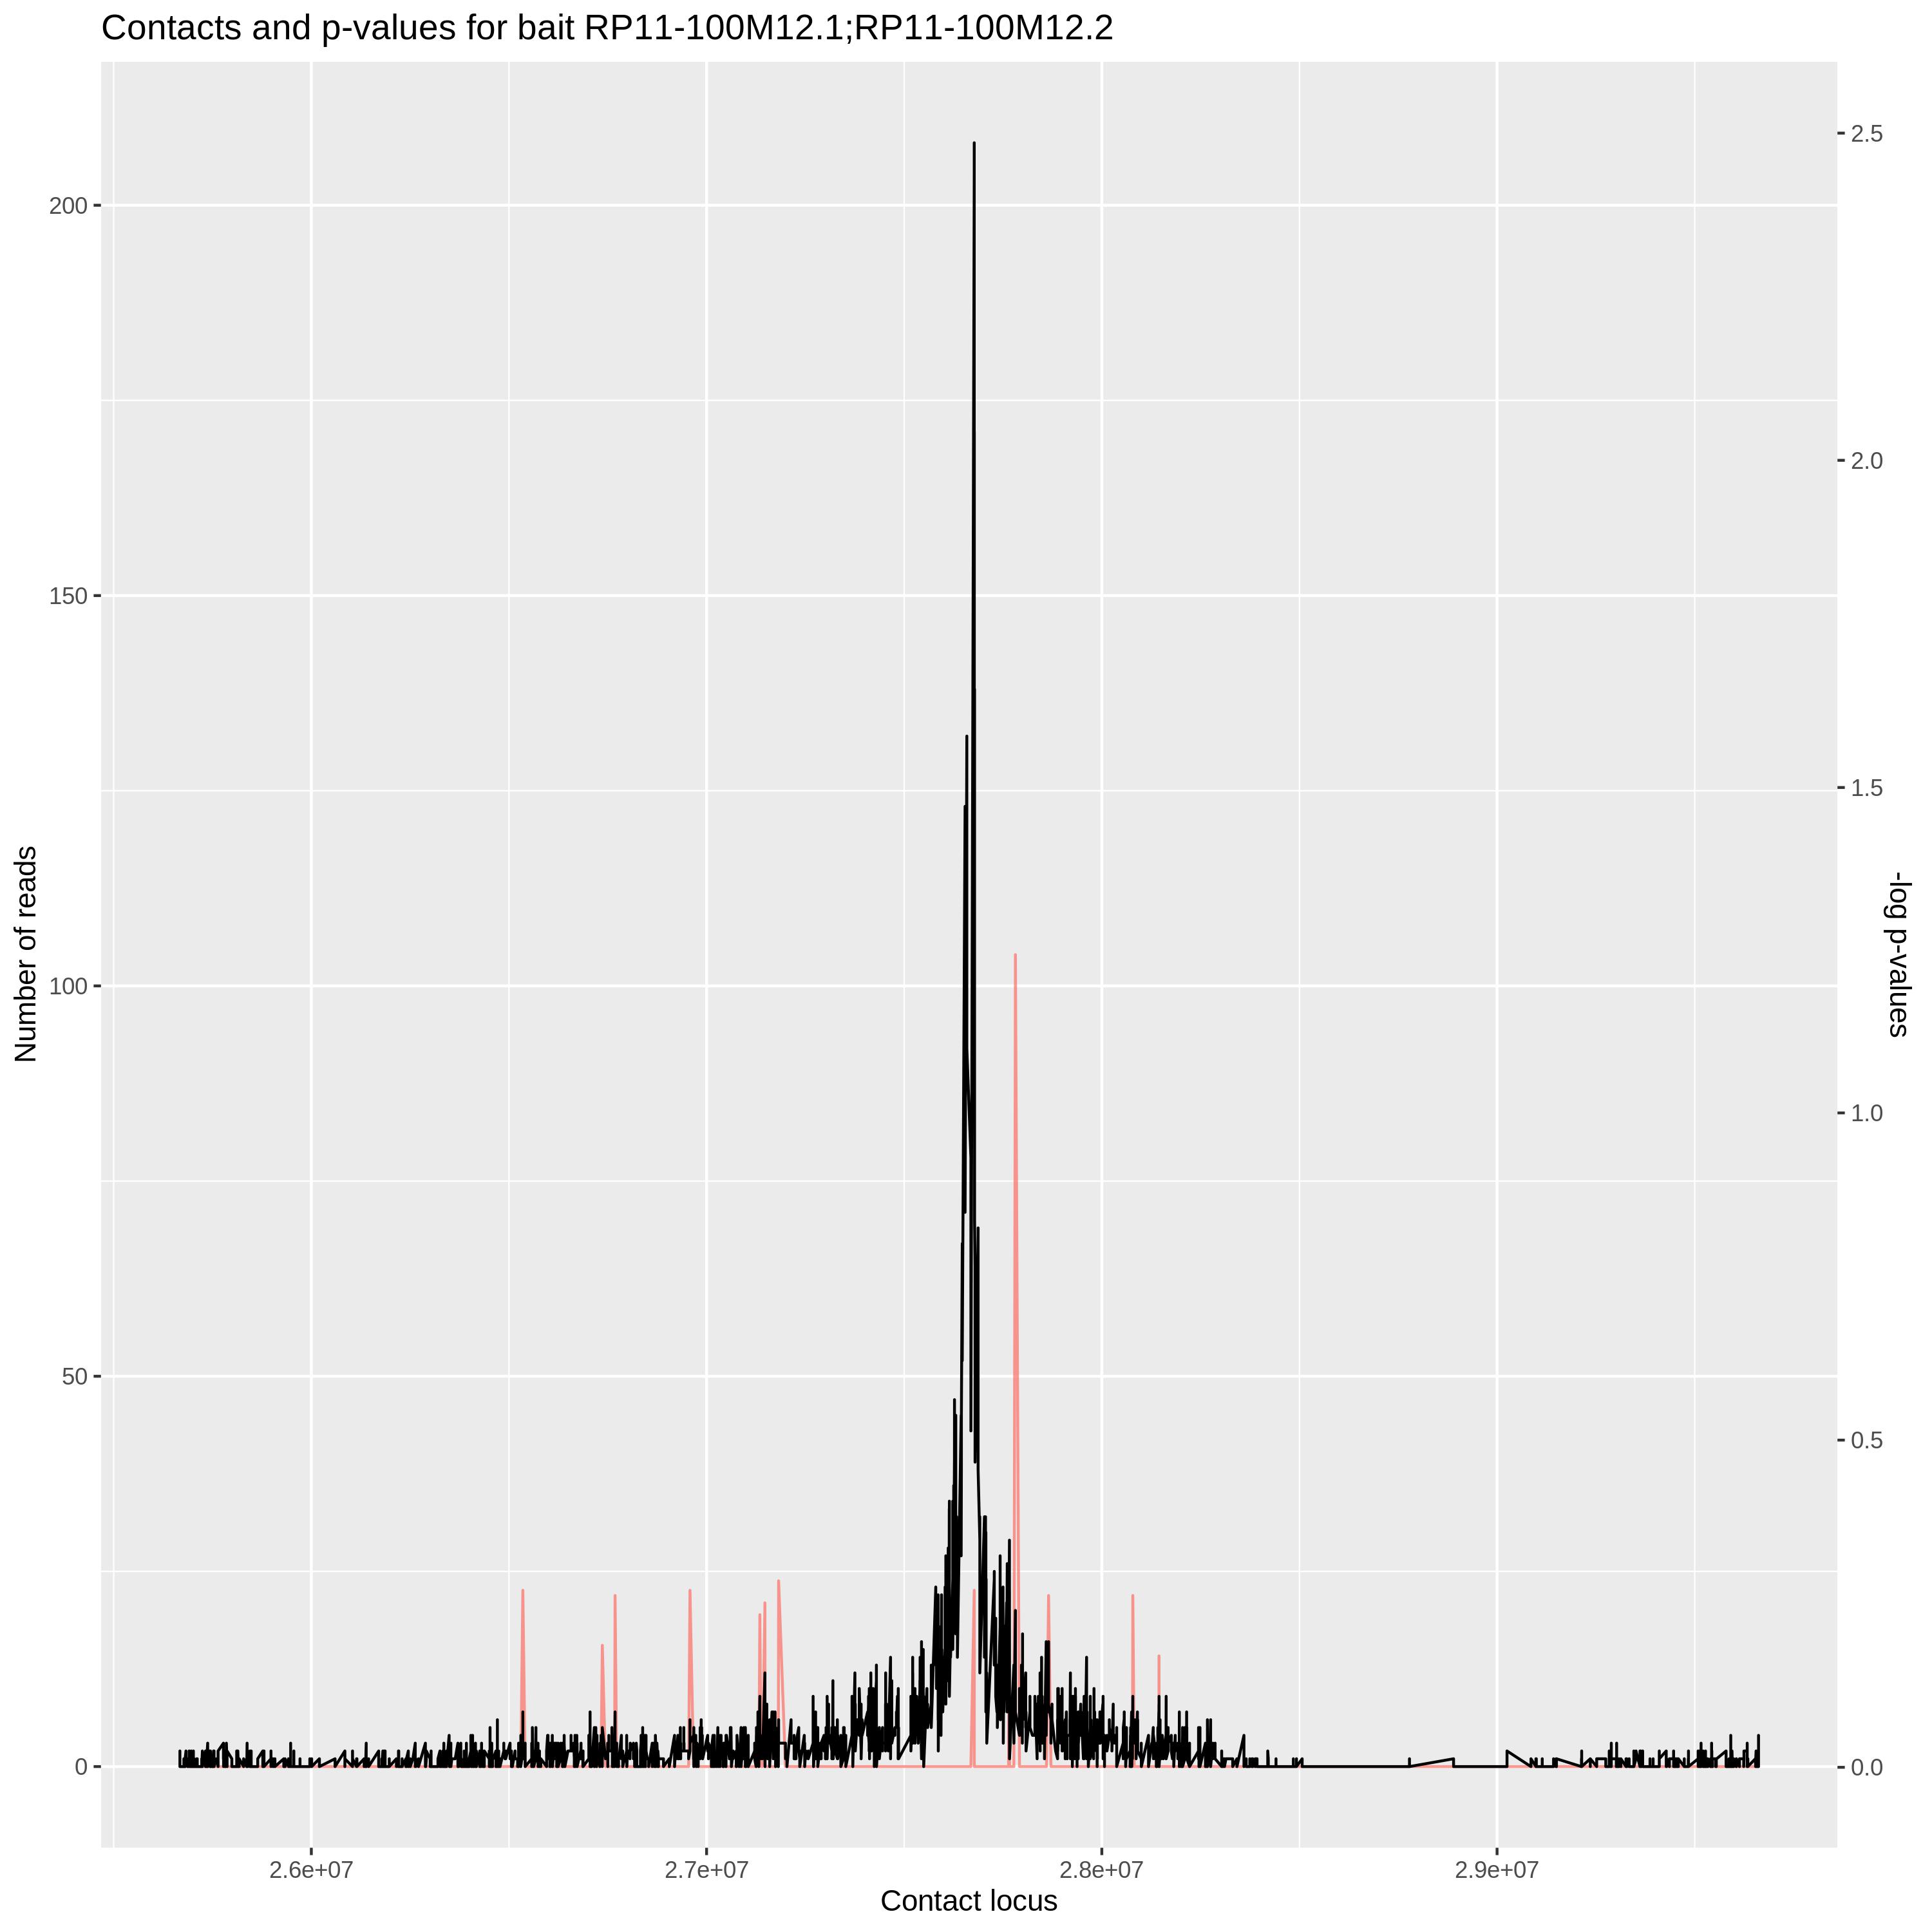 Contacts and p-values for bait RP11-100M12.1;RP11-100M12.2
Number of reads
200
150
100
50
0
2.5
2.0
1.5
1.0
0.5
0.0
-log p-values
2.6e+07
2.7e+07
2.8e+07
2.9e+07
Contact locus